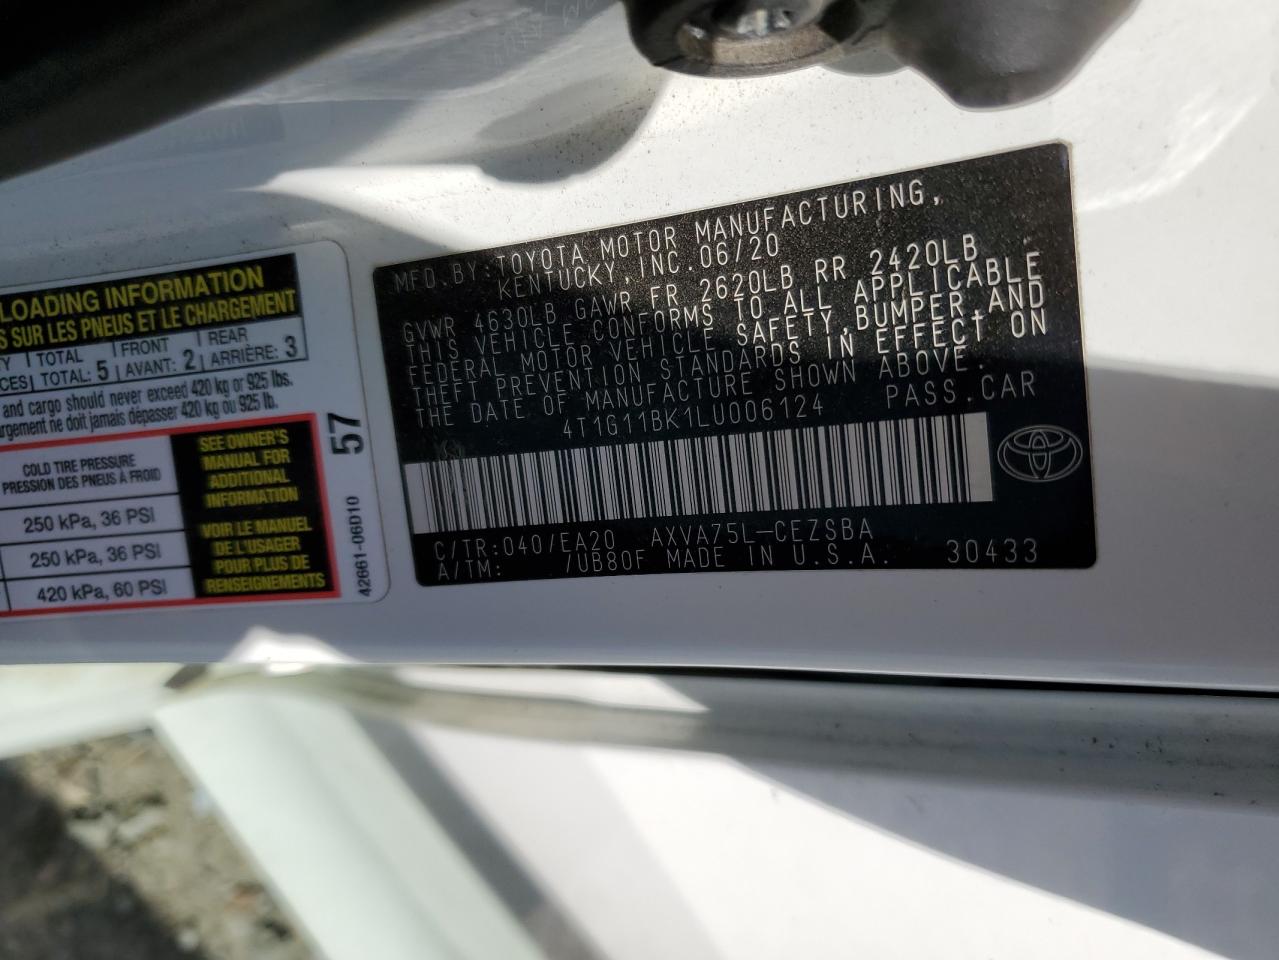 LOADING INFORMATION
S SUR LES PNEUS ET LE CHARGEMENT
TOTAL FRONT REAR
TOTAL: 5 AVANT: 2 ARRIÈRE: 3
and cargo should never exceed 420 kg or 925 lbs.
ne doit jamais dépasser 420 kg ou 925 lb.
COLD TIRE PRESSURE
PRESSION DES PNEUS À FROID
250 kPa, 36 PSI
250 kPa, 36 PSI
420 kPa, 60 PSI
SEE OWNER'S
MANUAL FOR
ADDITIONAL
INFORMATION
VOIR LE MANUEL
DE L'USAGER
POUR PLUS DE
RENSEIGNEMENTS
57
42661-06D10
MFD.BY:TOYOTA MOTOR MANUFACTURING,
KENTUCKY, INC.06/20
GVWR 4630LB GAWR FR 2620LB RR 2420LB
THIS VEHICLE CONFORMS TO ALL APPLICABLE
FEDERAL MOTOR VEHICLE SAFETY,BUMPER,AND
THEFT PREVENTION STANDARDS IN EFFECT ON
THE DATE OF MANUFACTURE SHOWN ABOVE.
4T1G11BK1LU006124 PASS.CAR
C/TR:040/EA20 AXVA75L-CEZSBA
A/TM: /UB80F MADE IN U.S.A. 30433